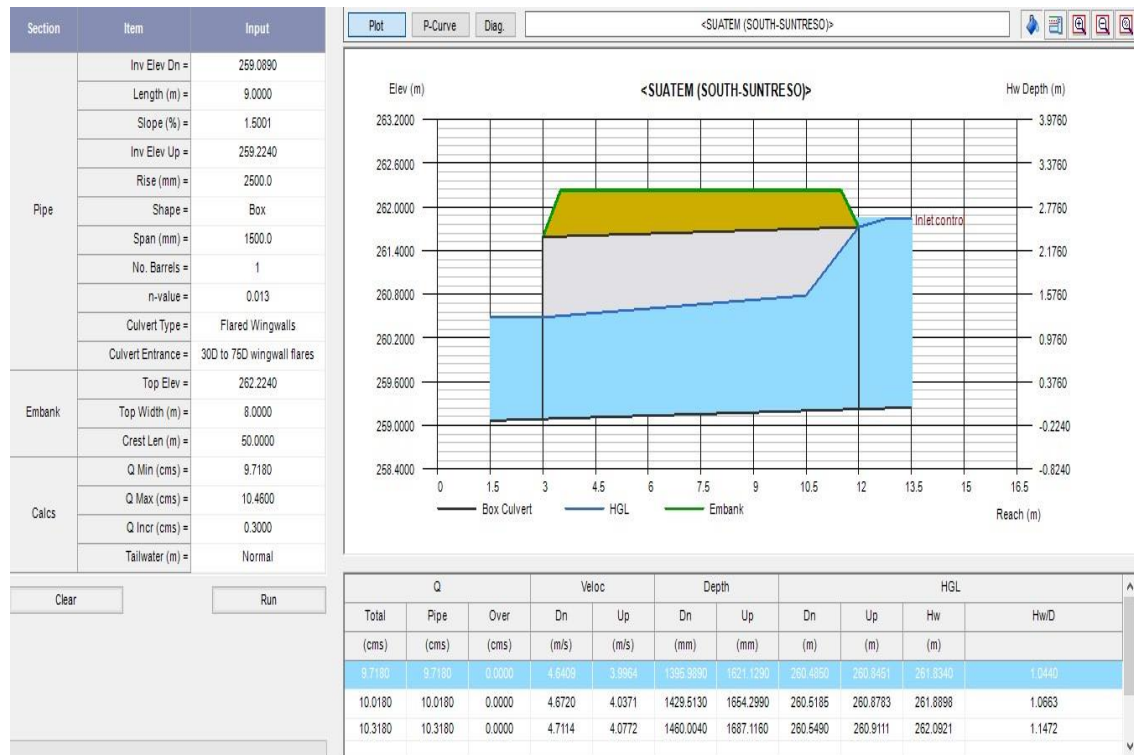 Section Item Input
Pipe
Inv Elev Dn = 259.0890
Length (m) = 9.0000
Slope (%) = 1.5001
Inv Elev Up = 259.2240
Rise (mm) = 2500.0
Shape = Box
Span (mm) = 1500.0
No. Barrels = 1
n-value = 0.013
Culvert Type = Flared Wingwalls
Culvert Entrance = 30D to 75D wingwall flares
Embank
Top Elev = 262.2240
Top Width (m) = 8.0000
Crest Len (m) = 50.0000
Calcs
Q Min (cms) = 9.7180
Q Max (cms) = 10.4600
Q Incr (cms) = 0.3000
Tailwater (m) = Normal
Clear Run
Plot P-Curve Diag. <SUATEM (SOUTH-SUNTRESO)>
Elev (m) <SUATEM (SOUTH-SUNTRESO)> Hw Depth (m)
263.2000 3.9760
262.6000 3.3760
262.0000 2.7760
Inlet contro
261.4000 2.1760
260.8000 1.5760
260.2000 0.9760
259.6000 0.3760
259.0000 -0.2240
258.4000 -0.8240
0 1.5 3 4.5 6 7.5 9 10.5 12 13.5 15 16.5
Box Culvert HGL Embank
Reach (m)
Q Veloc Depth HGL
Total Pipe Over Dn Up Dn Up Dn Up Hw Hw/D
(cms) (cms) (cms) (m/s) (m/s) (mm) (mm) (m) (m) (m)
9.7180 9.7180 0.0000 4.6409 3.9964 1395.9890 1621.1290 260.4850 260.8451 261.8340 1.0440
10.0180 10.0180 0.0000 4.6720 4.0371 1429.5130 1654.2990 260.5185 260.8783 261.8898 1.0663
10.3180 10.3180 0.0000 4.7114 4.0772 1460.0040 1687.1160 260.5490 260.9111 262.0921 1.1472